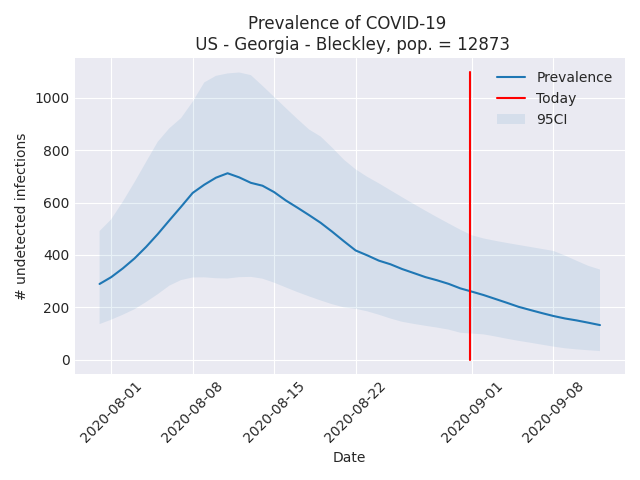 Prevalence of COVID-19
US - Georgia - Bleckley, pop. = 12873
Prevalence
Today
95CI
# undetected infections
1000
800
600
400
200
0
2020-08-01
2020-08-08
2020-08-15
2020-08-22
2020-09-01
2020-09-08
Date